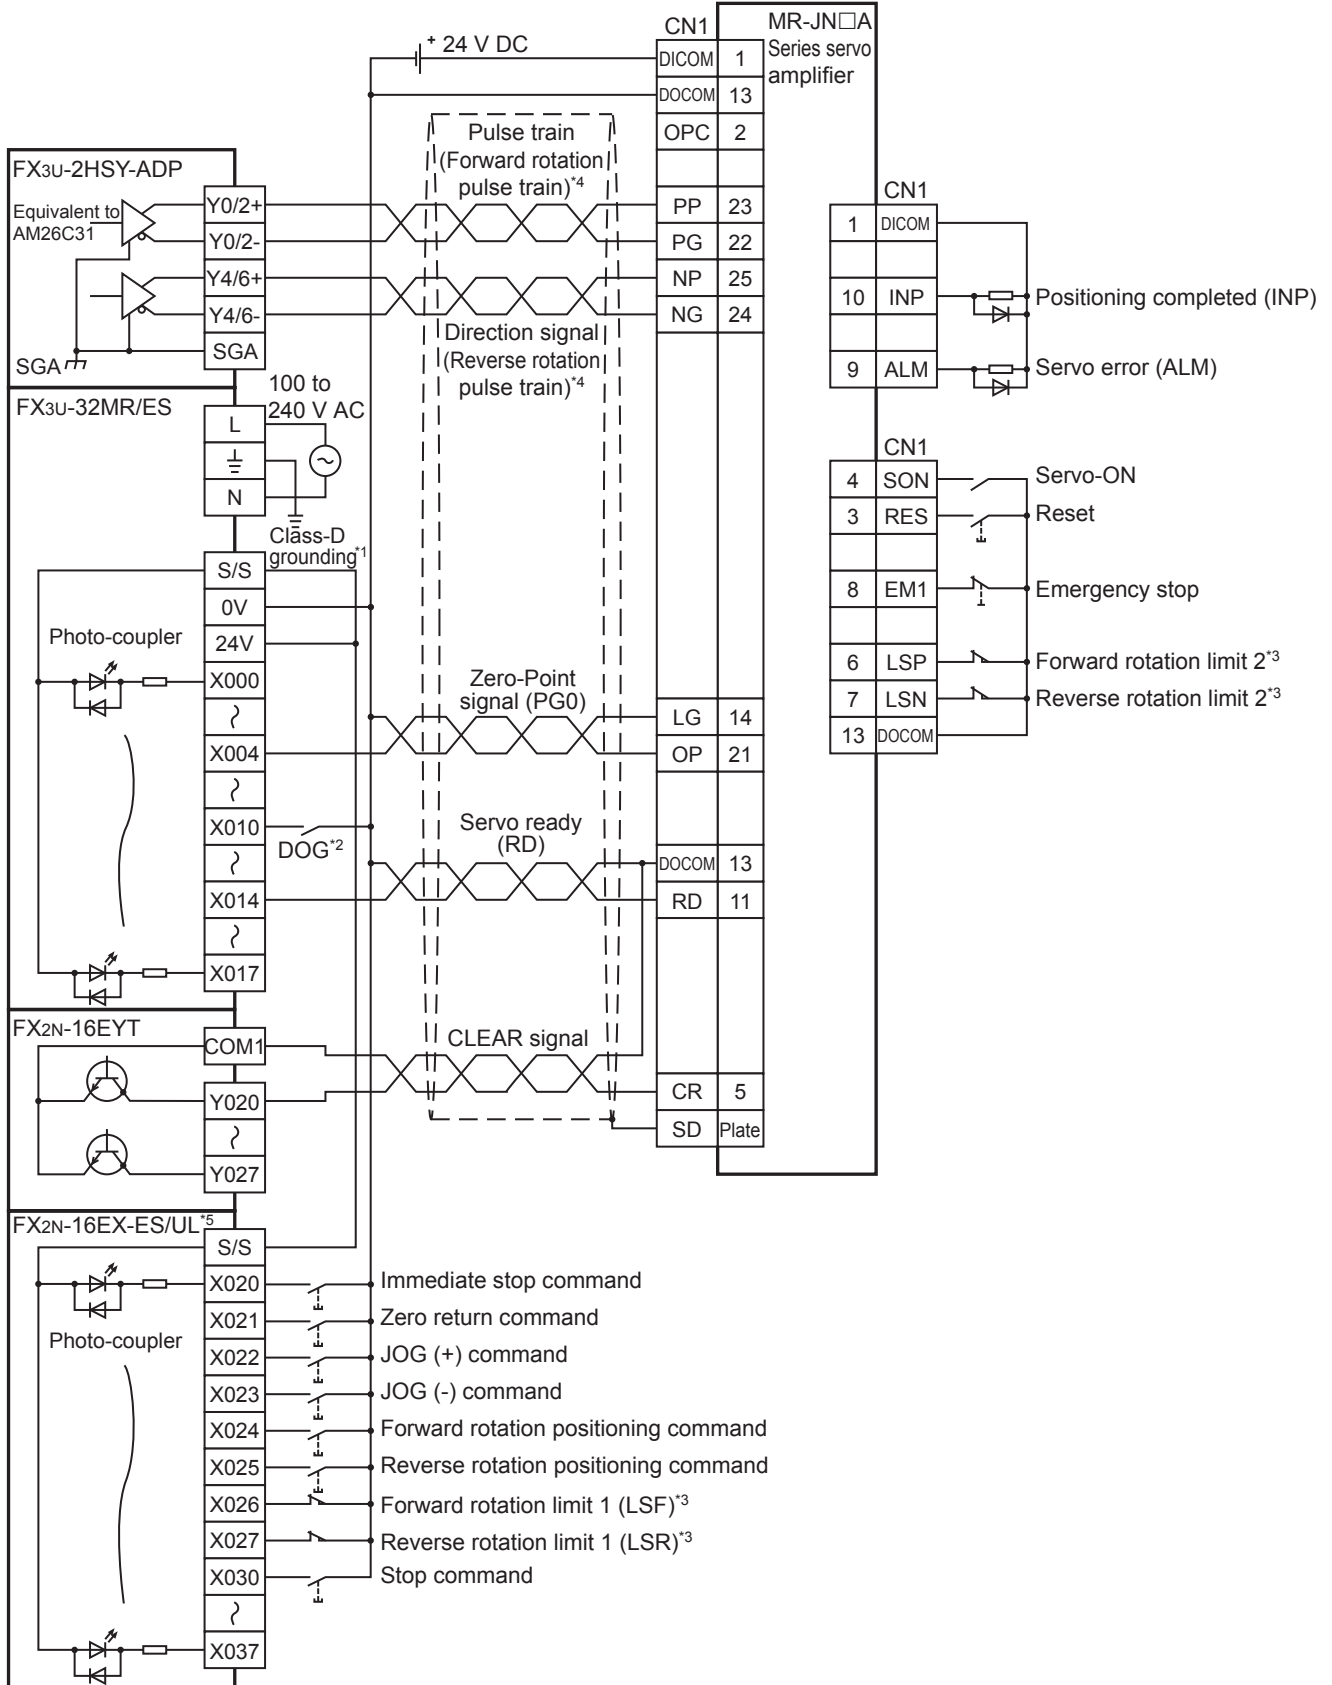 CN1
MR-JN□A
Series servo
amplifier
+ 24 V DC
DICOM 1
DOCOM 13
OPC 2
Pulse train
(Forward rotation
pulse train)*4
PP 23
PG 22
NP 25
NG 24
Direction signal
(Reverse rotation
pulse train)*4
FX3U-2HSY-ADP
Equivalent to
AM26C31
Y0/2+
Y0/2-
Y4/6+
Y4/6-
SGA
SGA
FX3U-32MR/ES
100 to
240 V AC
L
N
Class-D
grounding*1
S/S
0V
24V
Photo-coupler
X000
X004
X010
DOG*2
X014
X017
Zero-Point
signal (PG0)
LG 14
OP 21
Servo ready
(RD)
DOCOM 13
RD 11
FX2N-16EYT
COM1
Y020
Y027
CLEAR signal
CR 5
SD Plate
FX2N-16EX-ES/UL*5
S/S
Photo-coupler
X020 Immediate stop command
X021 Zero return command
X022 JOG (+) command
X023 JOG (-) command
X024 Forward rotation positioning command
X025 Reverse rotation positioning command
X026 Forward rotation limit 1 (LSF)*3
X027 Reverse rotation limit 1 (LSR)*3
X030 Stop command
X037
CN1
1 DICOM
10 INP Positioning completed (INP)
9 ALM Servo error (ALM)
CN1
4 SON Servo-ON
3 RES Reset
8 EM1 Emergency stop
6 LSP Forward rotation limit 2*3
7 LSN Reverse rotation limit 2*3
13 DOCOM